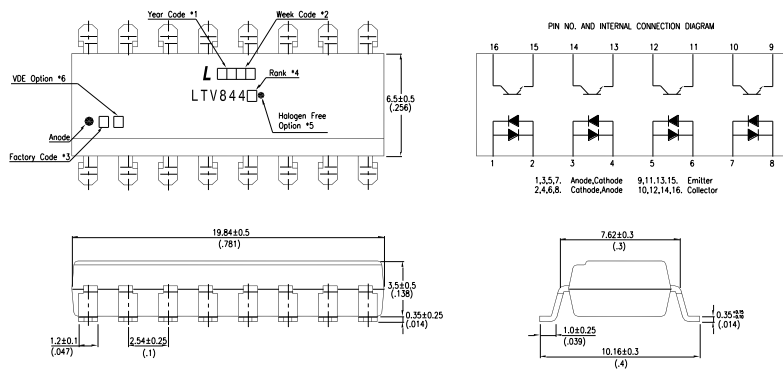 Year Code *1
Week Code *2
L
VDE Option *6
Rank *4
LTV844
Halogen Free
Option *5
6.5±0.5
(.256)
Anode
Factory Code *3
PIN NO. AND INTERNAL CONNECTION DIAGRAM
16 15 14 13 12 11 10 9
1 2 3 4 5 6 7 8
1,3,5,7. Anode,Cathode 9,11.13.15. Emitter
2,4,6,8. Cathode,Anode 10,12,14,16. Collector
19.84±0.5
(.781)
3.5±0.5
(.138)
0.35±0.25
(.014)
1.2±0.1
(.047)
2.54±0.25
(.1)
7.62±0.3
(.3)
0.35+0.15-0.10
(.014)
1.0±0.25
(.039)
10.16±0.3
(.4)